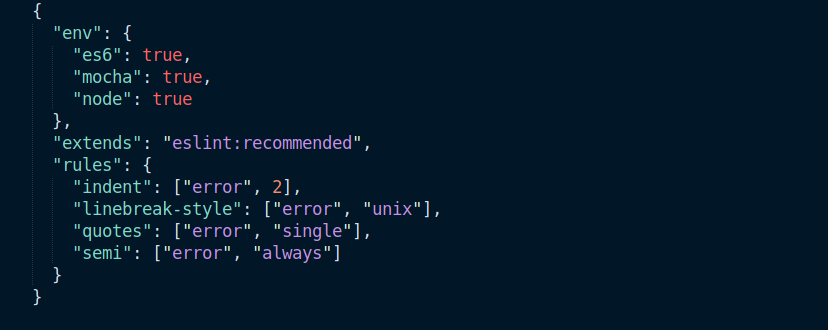 {
  "env": {
    "es6": true,
    "mocha": true,
    "node": true
  },
  "extends": "eslint:recommended",
  "rules": {
    "indent": ["error", 2],
    "linebreak-style": ["error", "unix"],
    "quotes": ["error", "single"],
    "semi": ["error", "always"]
  }
}